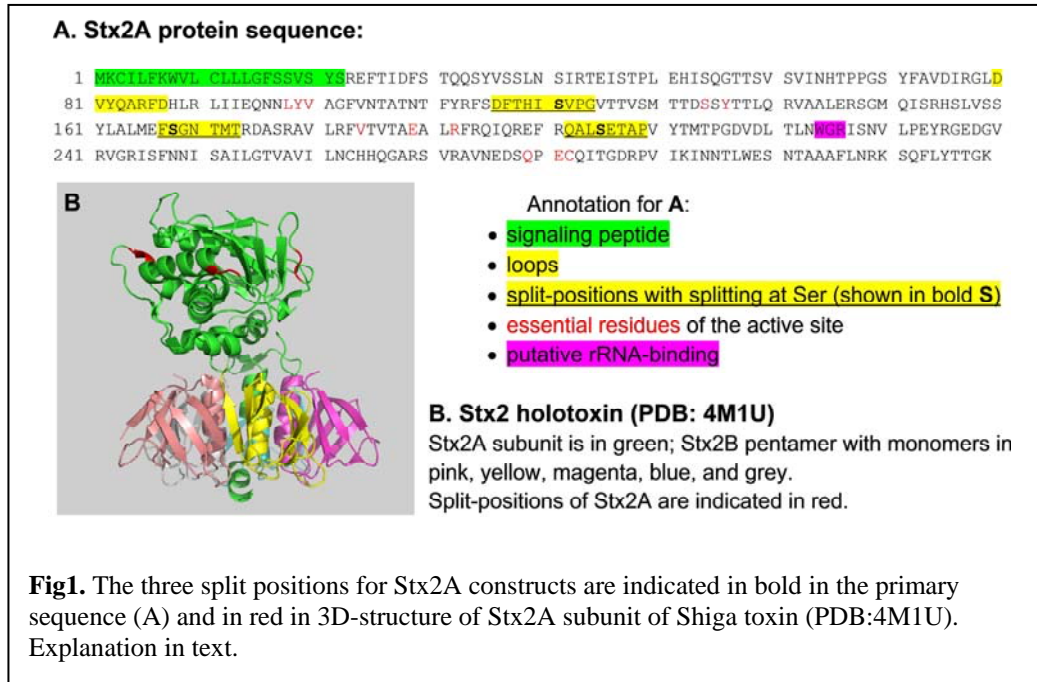 A. Stx2A protein sequence:
1 MKCILFKWVL CLLLGFSSVS YSREFTIDFS TQQSYVSSLN SIRTEISTPL EHISQGTTSV SVINHTPPGS YFAVDIRGLD
81 VYQARFDHLR LIIEQNNLYV AGFVNTATNT FYRFSDFTHI SVPGVTTVSM TTDSSYTTLQ RVAALERSGM QISRHSLVSS
161 YLALMEFSGN TMTRDASRAV LRFVTVTAEA LRFRQIQREF RQALSETAPV YTMTPGDVDL TLNWGRISNV LPEYRGEDGV
241 RVGRISFNNI SAILGTVAVI LNCHHQGARS VRAVNEDSQP ECQITGDRPV IKINNTLWES NTAAAFLNRK SQFLYTTGK
B
Annotation for A:
• signaling peptide
• loops
• split-positions with splitting at Ser (shown in bold S)
• essential residues of the active site
• putative rRNA-binding
B. Stx2 holotoxin (PDB: 4M1U)
Stx2A subunit is in green; Stx2B pentamer with monomers in
pink, yellow, magenta, blue, and grey.
Split-positions of Stx2A are indicated in red.
Fig1. The three split positions for Stx2A constructs are indicated in bold in the primary
sequence (A) and in red in 3D-structure of Stx2A subunit of Shiga toxin (PDB:4M1U).
Explanation in text.